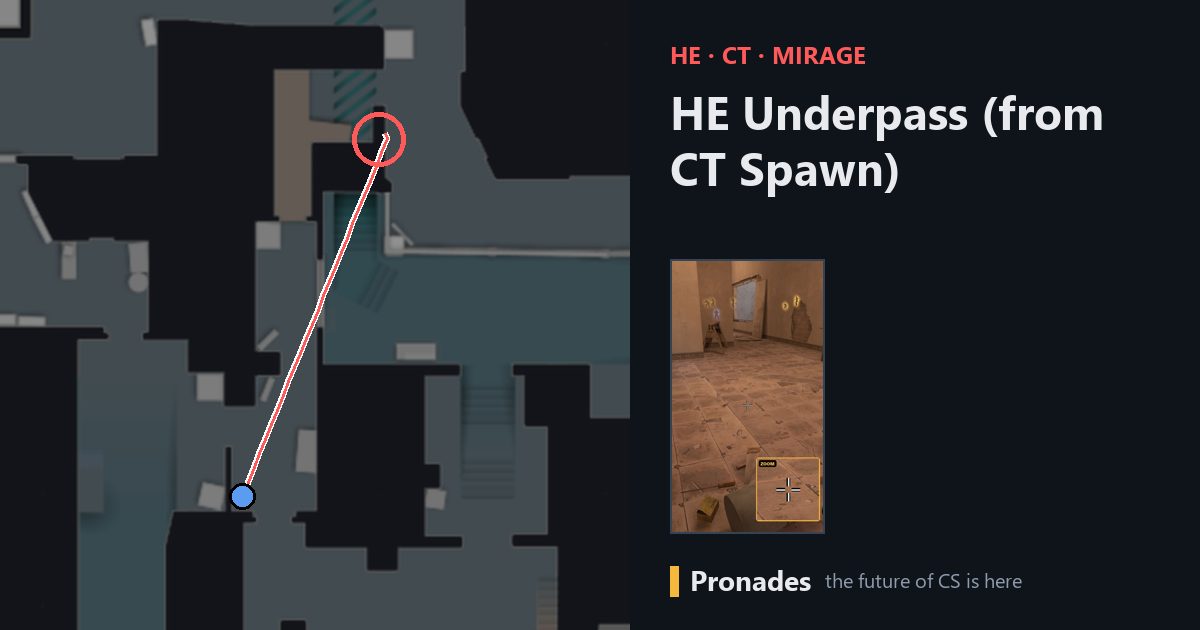 HE · CT · MIRAGE
HE Underpass (from
CT Spawn)
ZOOM
Pronades the future of CS is here